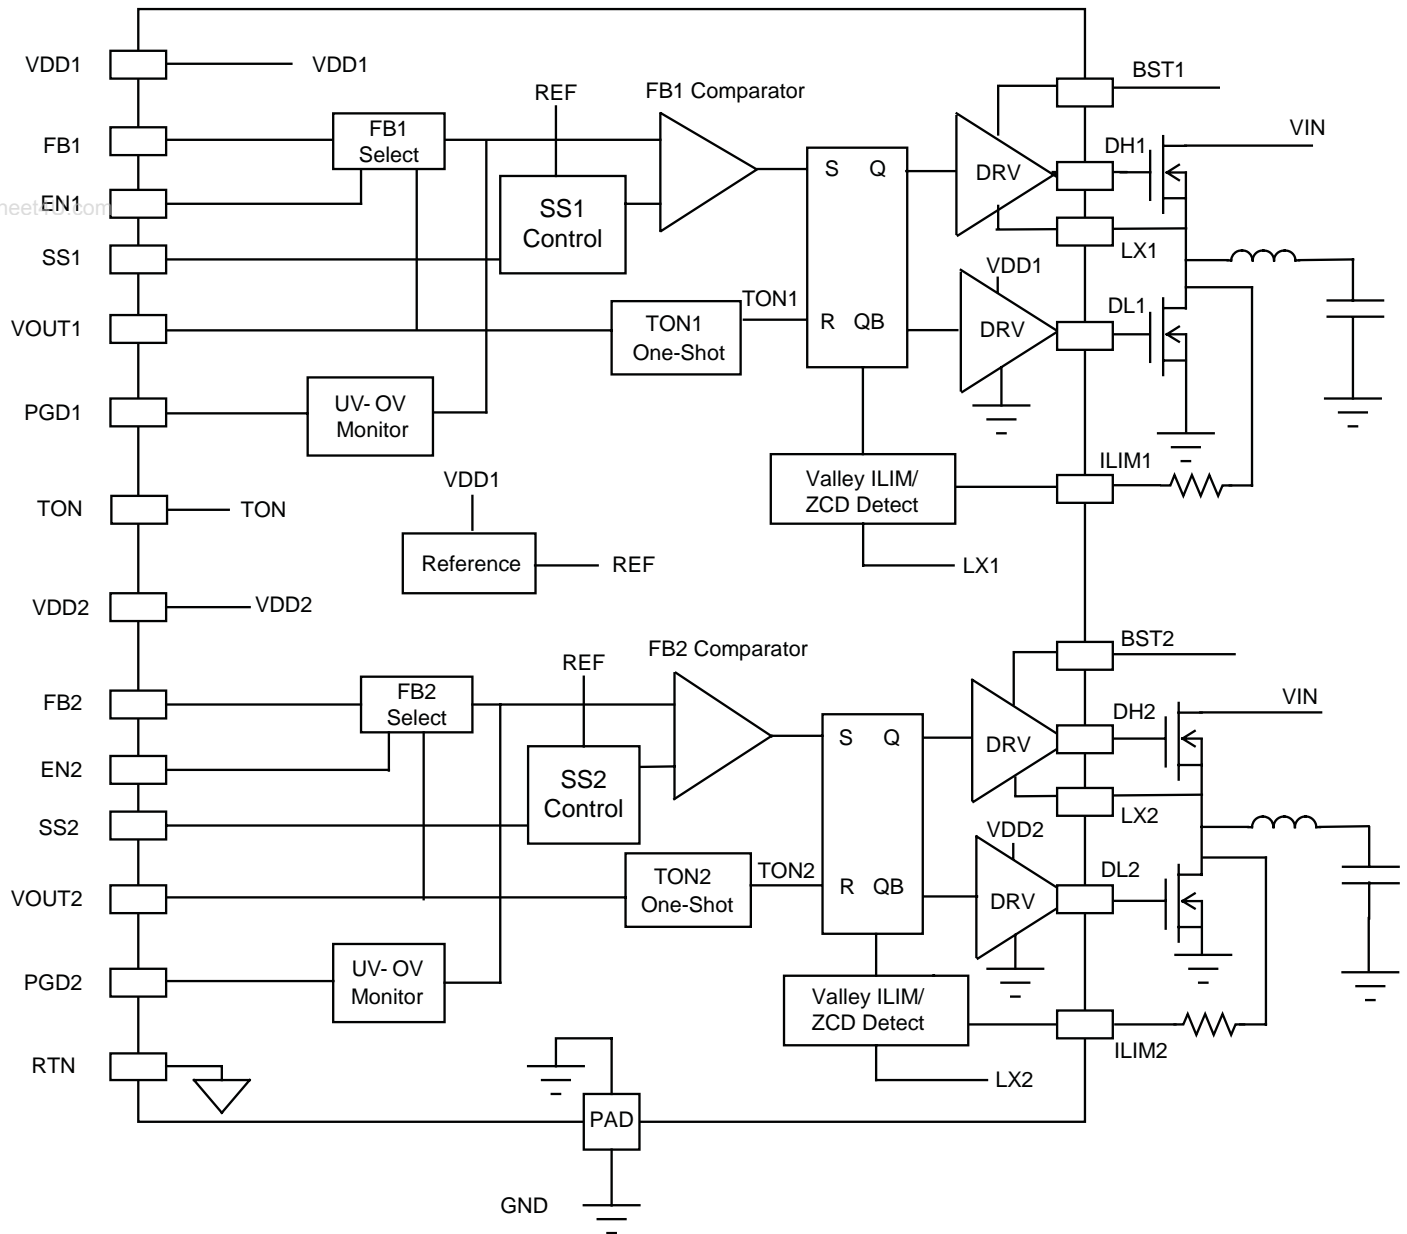 VDD1
VDD1
BST1
REF
FB1 Comparator
FB1
FB1
Select
DH1
VIN
S
Q
DRV
EN1
neet4U.com
SS1
Control
SS1
LX1
VDD1
TON1
VOUT1
TON1
One-Shot
R
QB
DRV
DL1
PGD1
UV- OV
Monitor
ILIM1
Valley ILIM/
ZCD Detect
VDD1
TON
TON
Reference
REF
LX1
VDD2
VDD2
BST2
FB2 Comparator
REF
FB2
FB2
Select
DH2
VIN
S
Q
DRV
EN2
SS2
Control
SS2
LX2
VDD2
TON2
VOUT2
TON2
One-Shot
R
QB
DRV
DL2
PGD2
UV- OV
Monitor
Valley ILIM/
ZCD Detect
ILIM2
RTN
LX2
PAD
GND